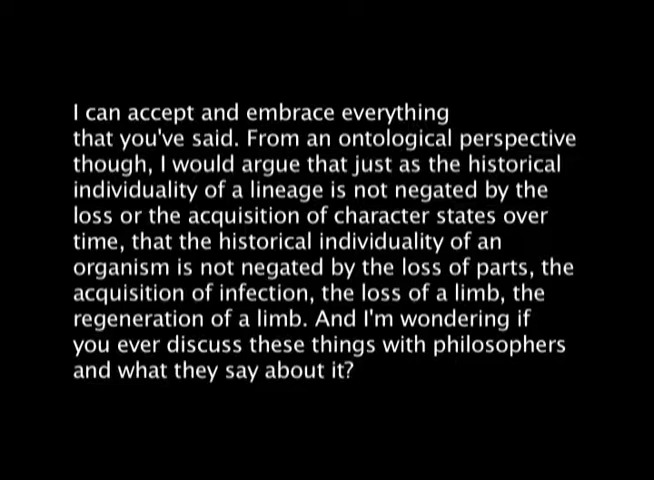 I can accept and embrace everything
that you've said. From an ontological perspective
though, I would argue that just as the historical
individuality of a lineage is not negated by the
loss or the acquisition of character states over
time, that the historical individuality of an
organism is not negated by the loss of parts, the
acquisition of infection, the loss of a limb, the
regeneration of a limb. And I'm wondering if
you ever discuss these things with philosophers
and what they say about it?